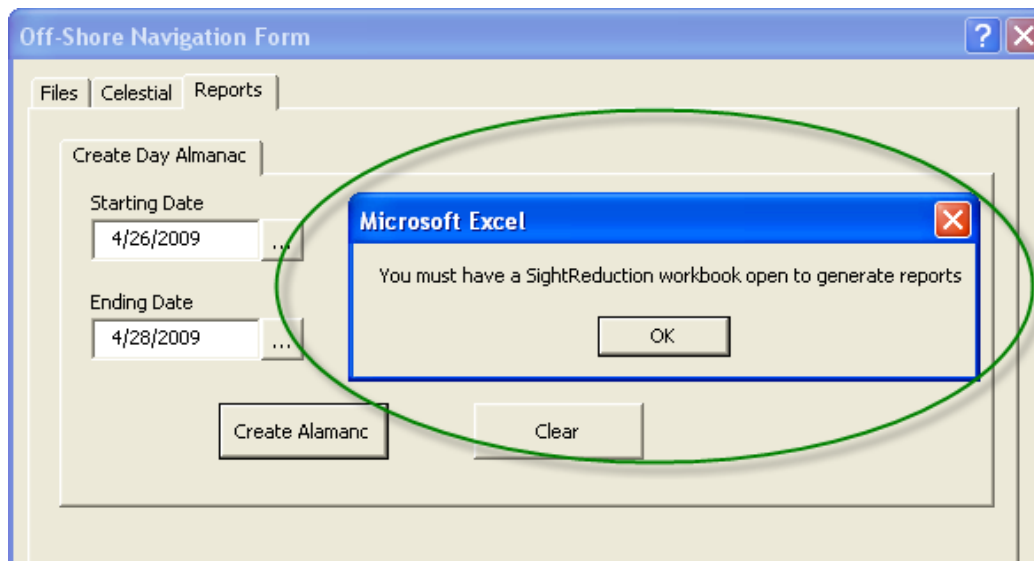 Off-Shore Navigation Form
Files Celestial Reports
Create Day Almanac
Starting Date
4/26/2009 ...
Ending Date
4/28/2009 ...
Microsoft Excel
You must have a SightReduction workbook open to generate reports
OK
Create Alamanc Clear